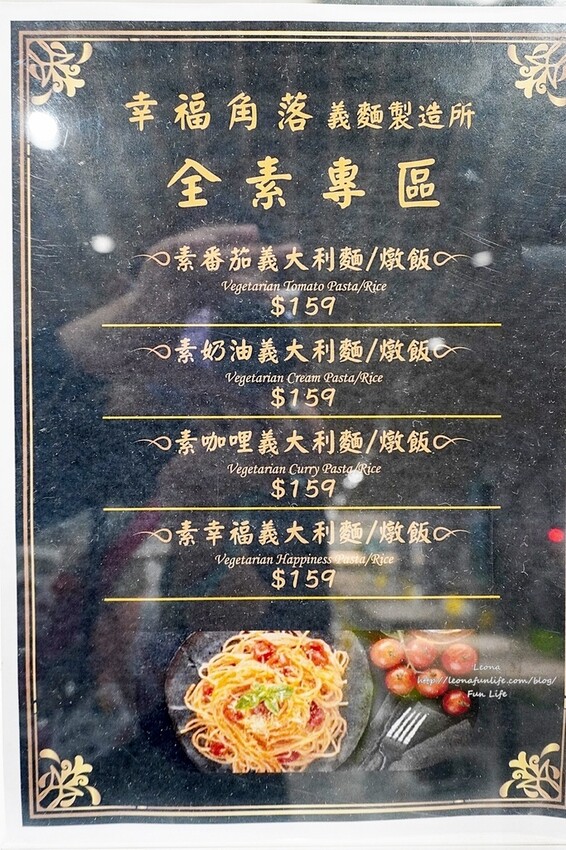 幸福角落義麵製造所
全素專區
素番茄義大利麵/燉飯
Vegetarian Tomato Pasta/Rice
$159
素奶油義大利麵/燉飯
Vegetarian Cream Pasta/Rice
$159
素咖哩義大利麵/燉飯
Vegetarian Curry Pasta/Rice
$159
素幸福義大利麵/燉飯
Vegetarian Happiness Pasta/Rice
$159
Leona
http://leonafunlife.com/blog/
Fun Life